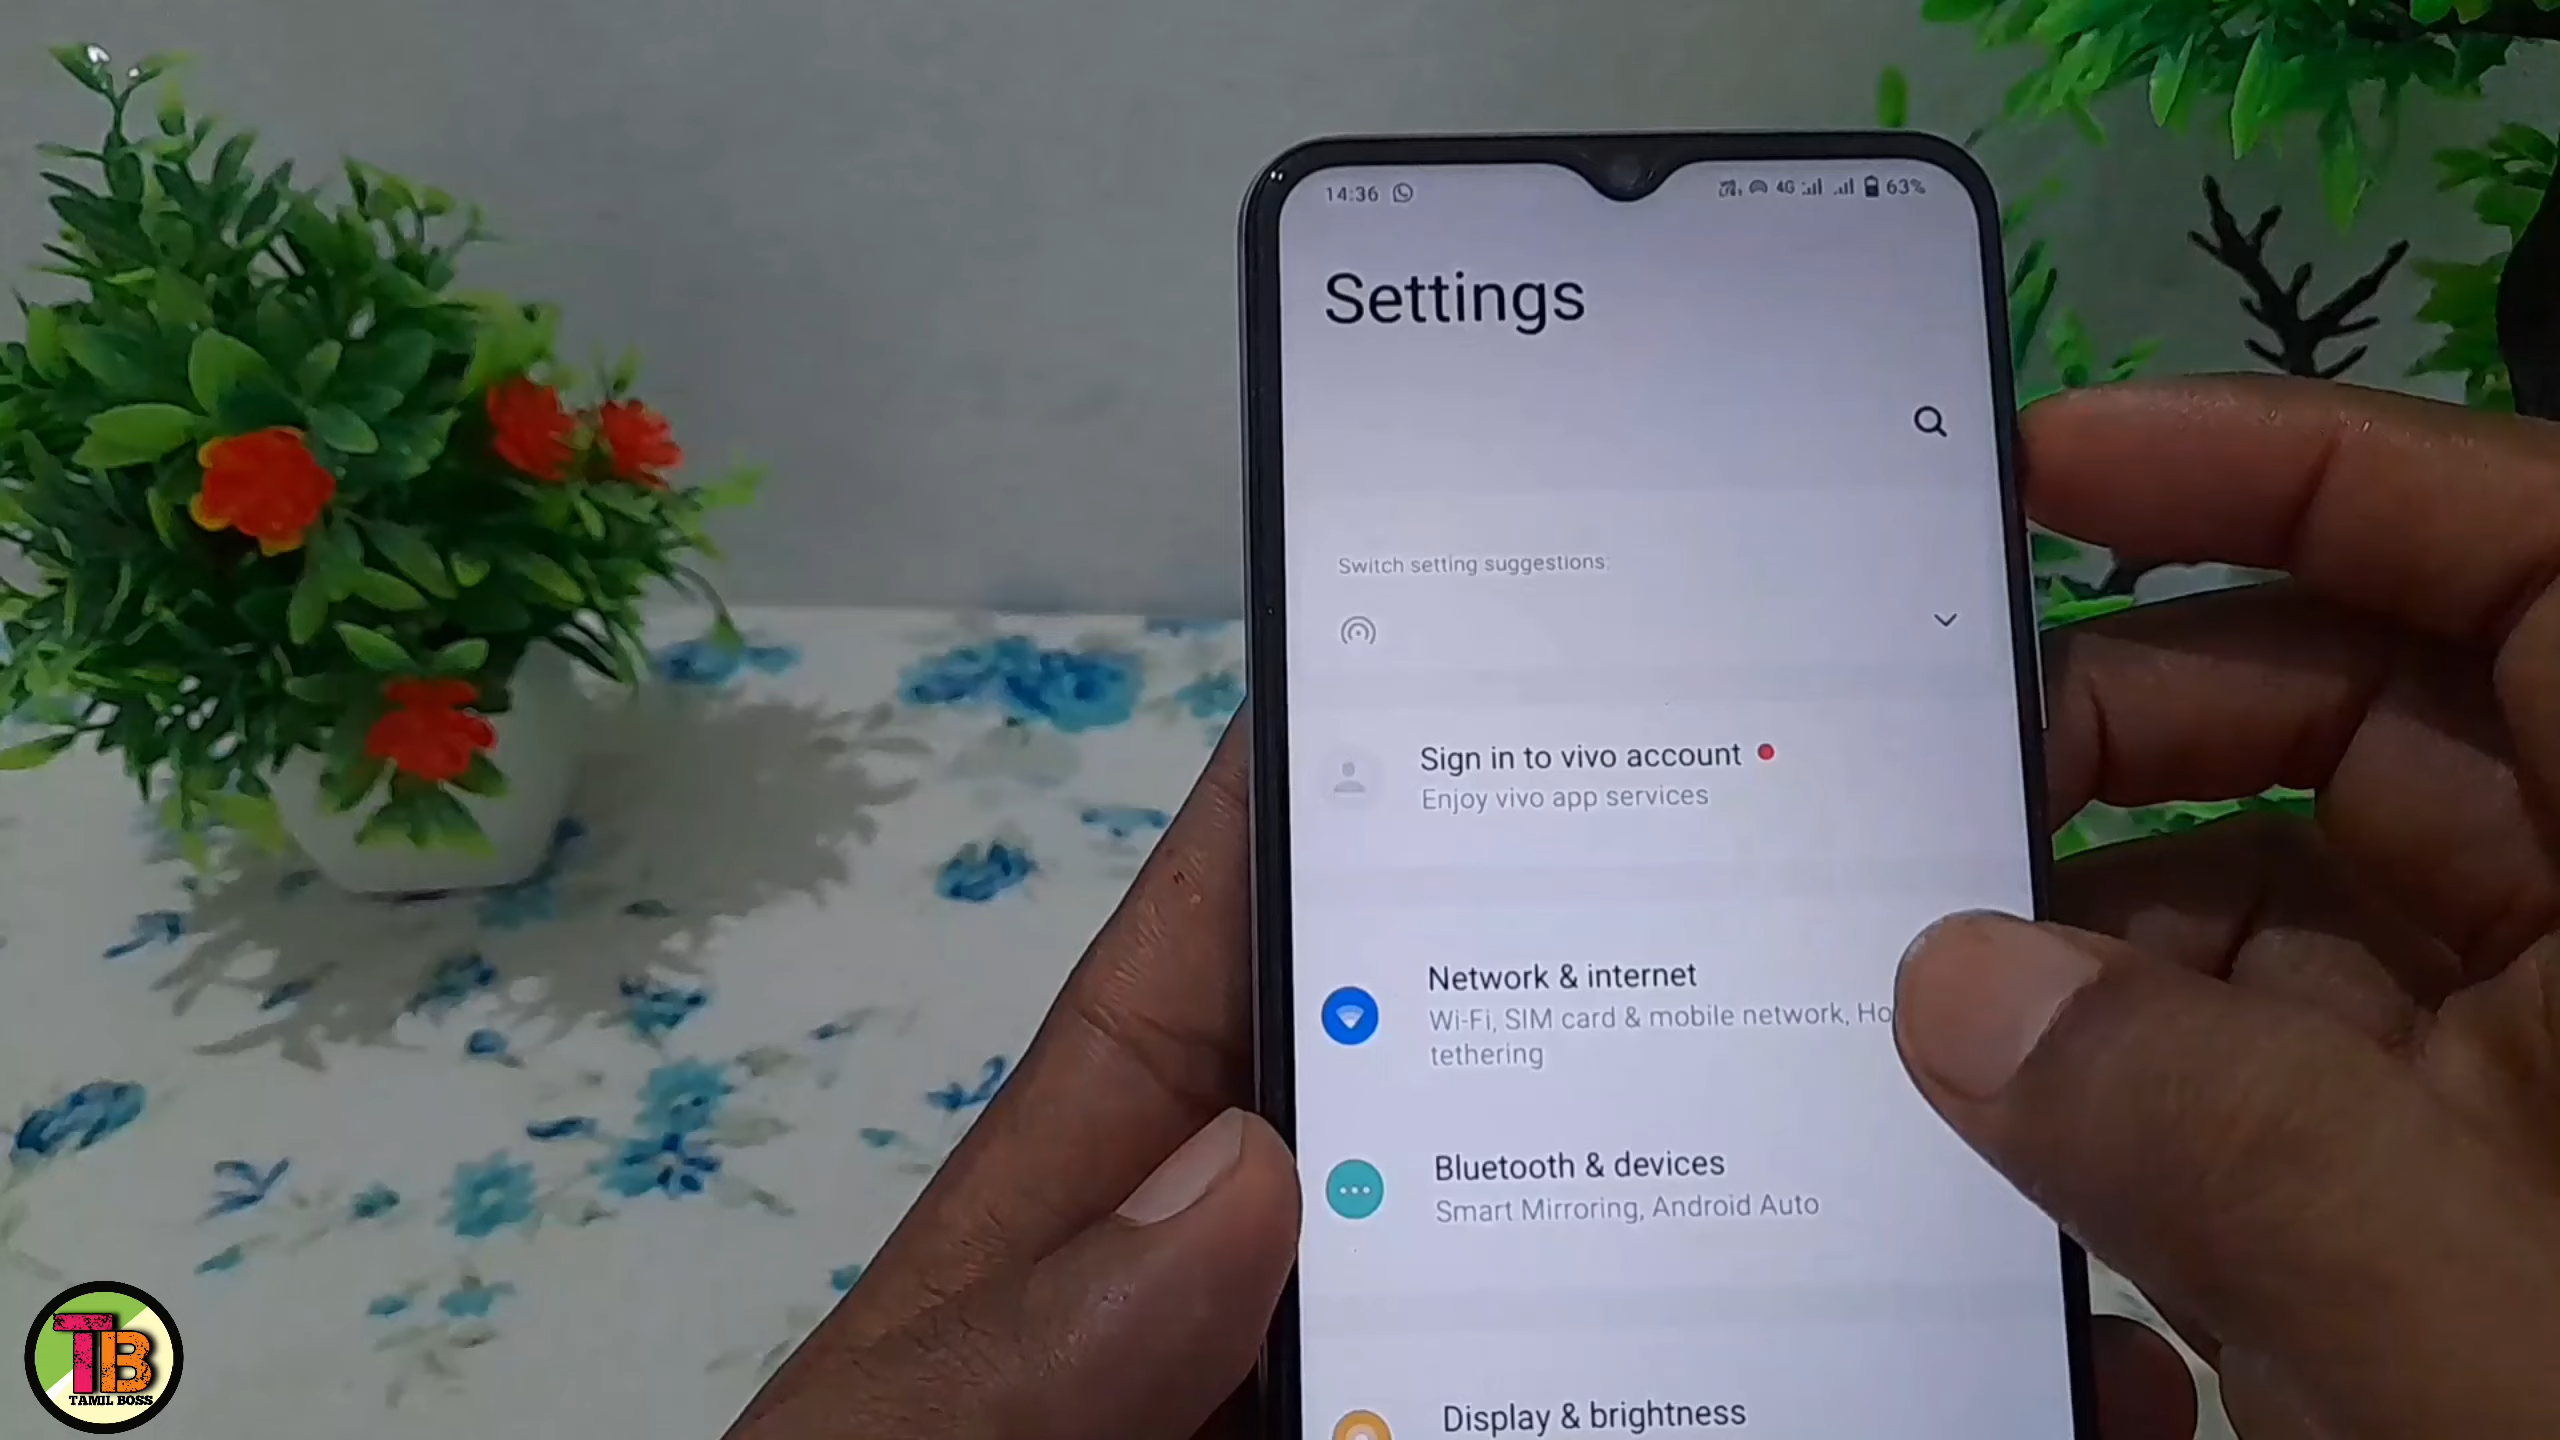 14:36
4G 63%
Settings
Switch setting suggestions:
Sign in to vivo account
Enjoy vivo app services
Network & internet
Wi-Fi, SIM card & mobile network, Ho
tethering
Bluetooth & devices
Smart Mirroring, Android Auto
Display & brightness
TB
TAMIL BOSS